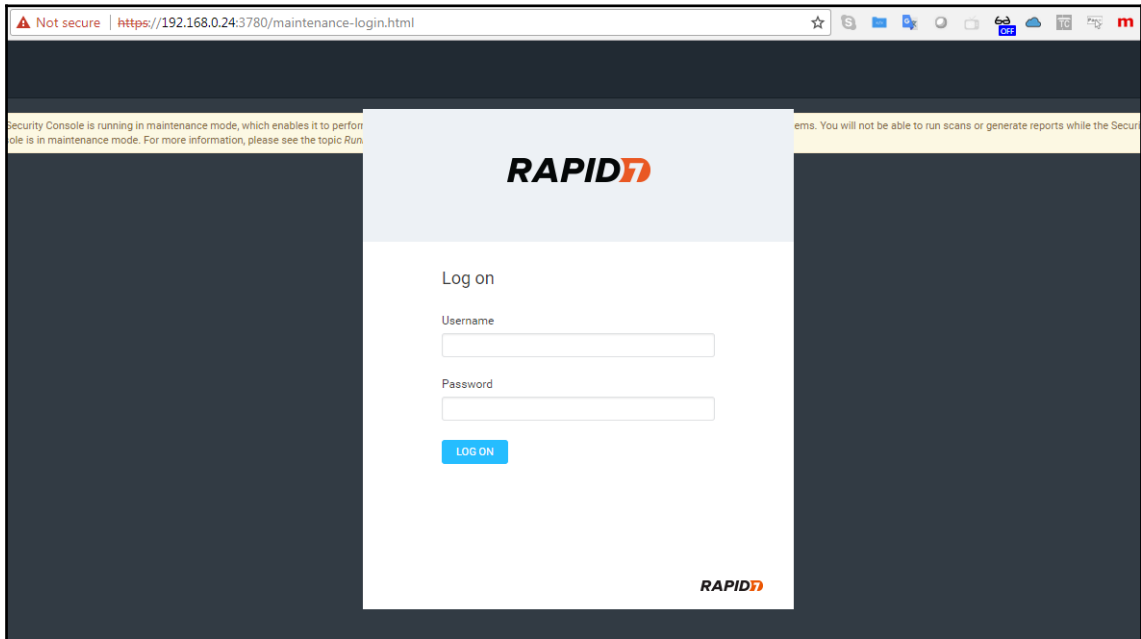 Not secure https://192.168.0.24:3780/maintenance-login.html
OFF
TC
m
Security Console is running in maintenance mode, which enables it to perfor
ems. You will not be able to run scans or generate reports while the Securi
ole is in maintenance mode. For more information, please see the topic Run
RAPID7
Log on
Username
Password
LOG ON
RAPID7